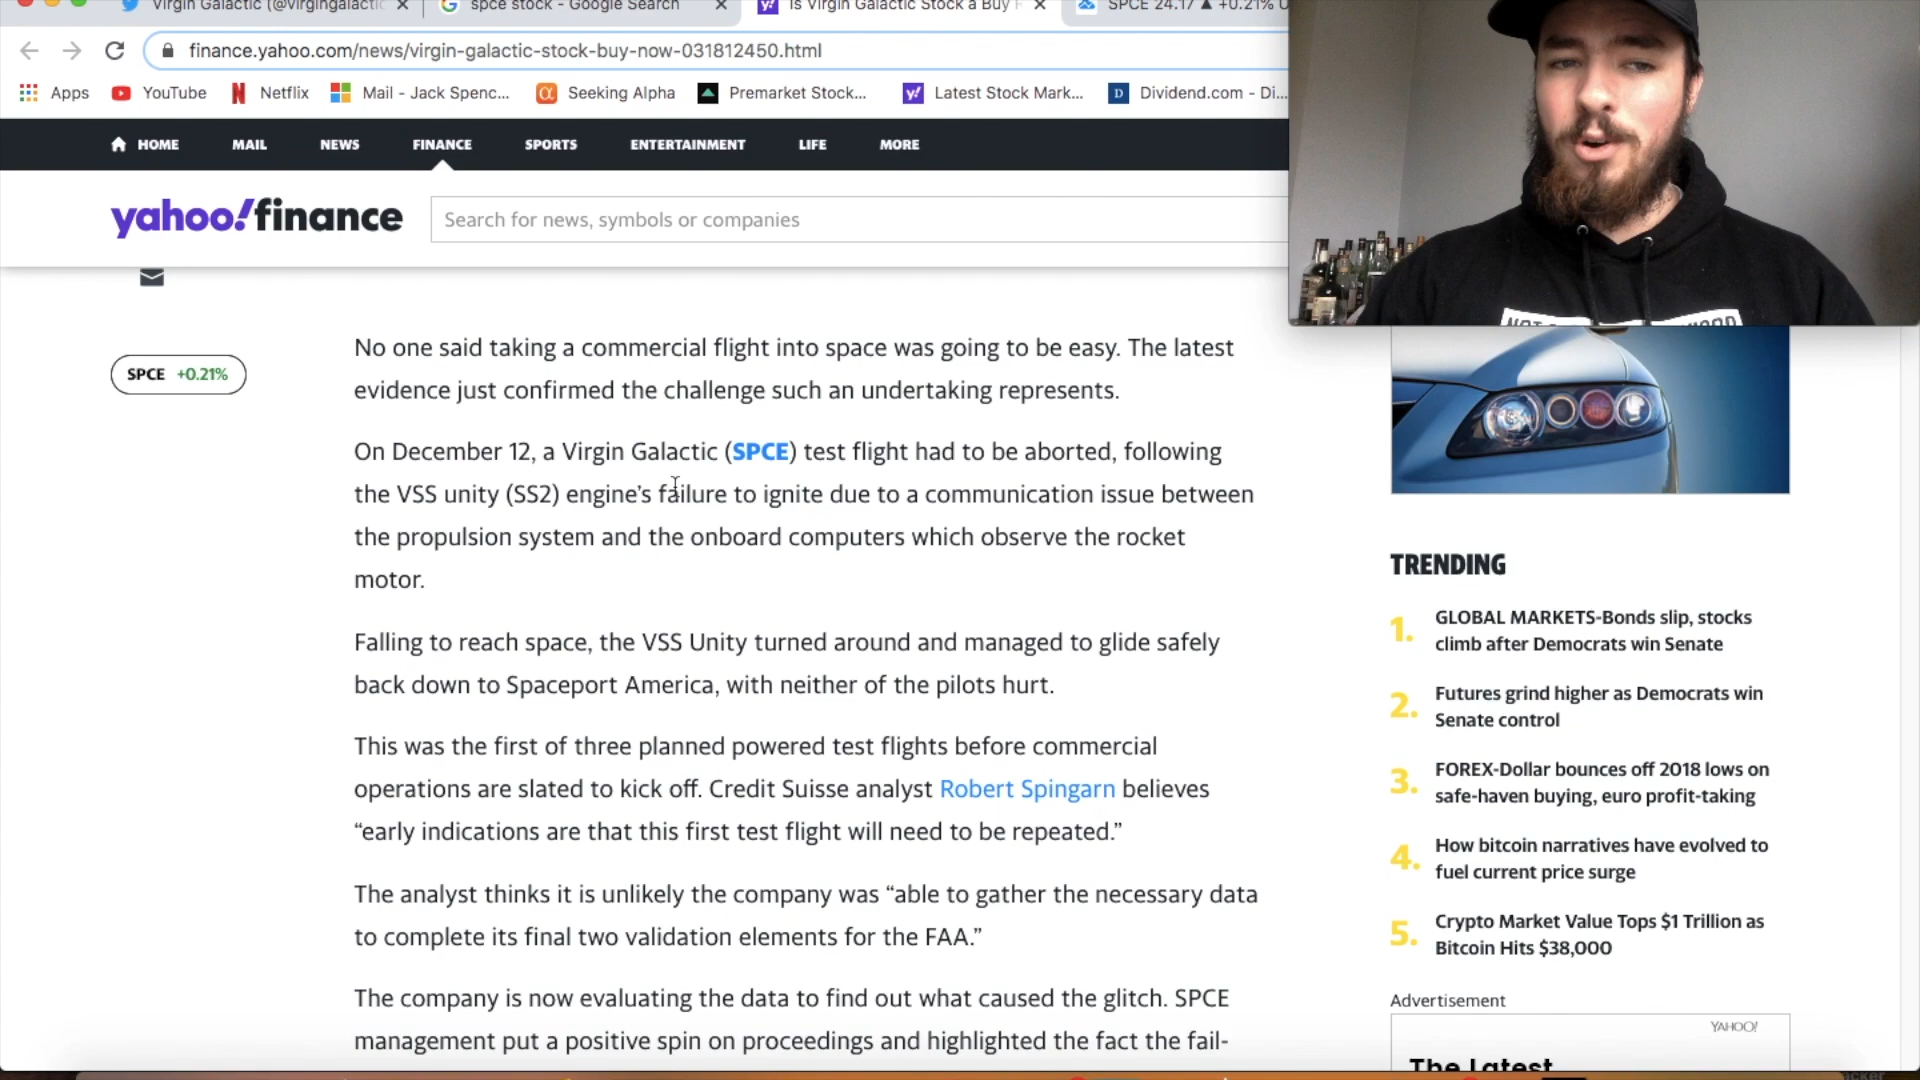 Virgin Galactic (@virgingalactic
spce stock - Google Search
Is Virgin Galactic Stock a Buy
SPCE 24.17 ▲ +0.21%
finance.yahoo.com/news/virgin-galactic-stock-buy-now-031812450.html
Apps YouTube Netflix Mail - Jack Spenc... Seeking Alpha Premarket Stock... Latest Stock Mark... Dividend.com - Di...
HOME MAIL NEWS FINANCE SPORTS ENTERTAINMENT LIFE MORE
yahoo!finance
Search for news, symbols or companies
SPCE +0.21%
No one said taking a commercial flight into space was going to be easy. The latest
evidence just confirmed the challenge such an undertaking represents.
On December 12, a Virgin Galactic (SPCE) test flight had to be aborted, following
the VSS unity (SS2) engine’s failure to ignite due to a communication issue between
the propulsion system and the onboard computers which observe the rocket
motor.
Falling to reach space, the VSS Unity turned around and managed to glide safely
back down to Spaceport America, with neither of the pilots hurt.
This was the first of three planned powered test flights before commercial
operations are slated to kick off. Credit Suisse analyst Robert Spingarn believes
“early indications are that this first test flight will need to be repeated.”
The analyst thinks it is unlikely the company was “able to gather the necessary data
to complete its final two validation elements for the FAA.”
The company is now evaluating the data to find out what caused the glitch. SPCE
management put a positive spin on proceedings and highlighted the fact the fail-
TRENDING
1. GLOBAL MARKETS-Bonds slip, stocks
climb after Democrats win Senate
2. Futures grind higher as Democrats win
Senate control
3. FOREX-Dollar bounces off 2018 lows on
safe-haven buying, euro profit-taking
4. How bitcoin narratives have evolved to
fuel current price surge
5. Crypto Market Value Tops $1 Trillion as
Bitcoin Hits $38,000
Advertisement
YAHOO!
The Latest